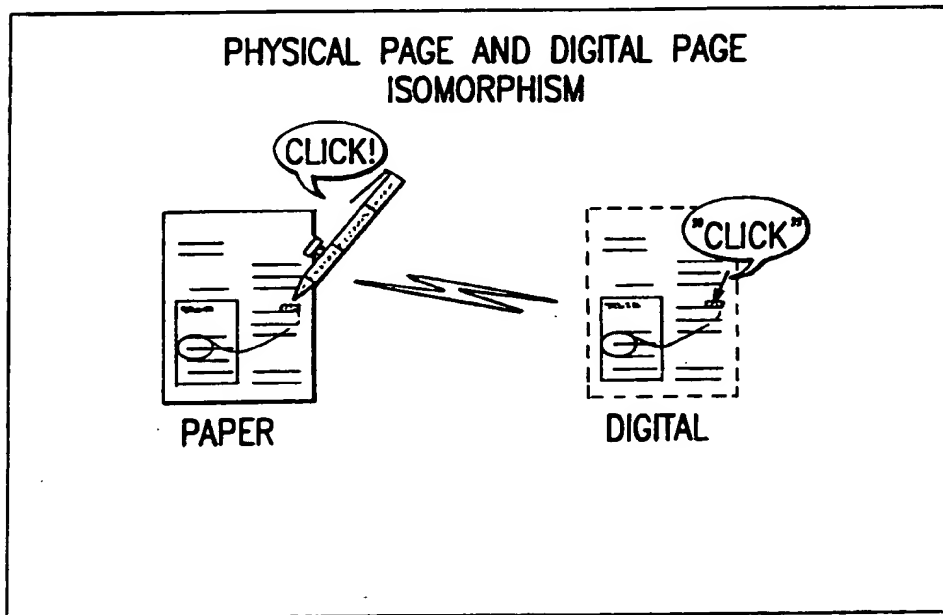 PHYSICAL PAGE AND DIGITAL PAGE
ISOMORPHISM
CLICK!
"CLICK"
PAPER
DIGITAL